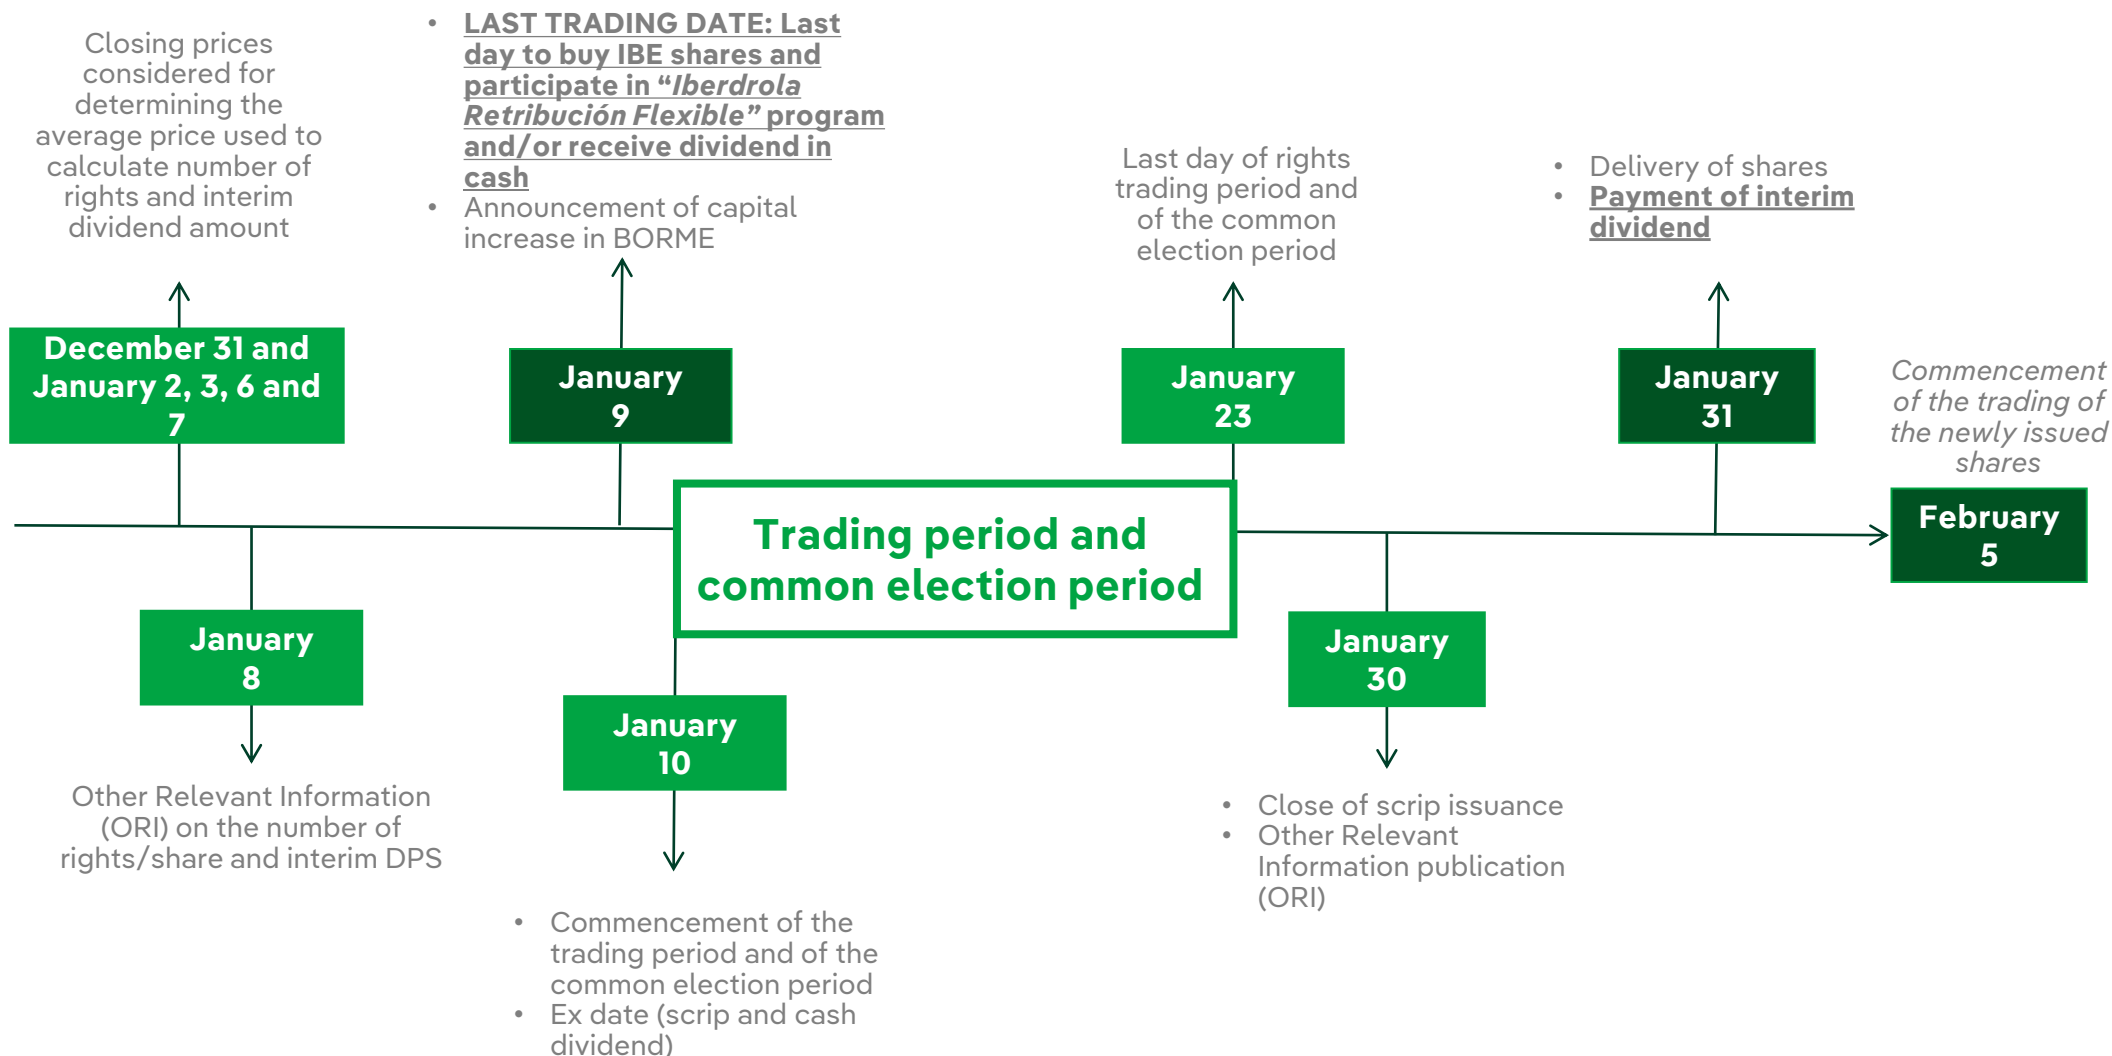 Closing prices
considered for
determining the
average price used to
calculate number of
rights and interim
dividend amount
• LAST TRADING DATE: Last
day to buy IBE shares and
participate in “Iberdrola
Retribución Flexible” program
and/or receive dividend in
cash
• Announcement of capital
increase in BORME
Last day of rights
trading period and
of the common
election period
• Delivery of shares
• Payment of interim
dividend
December 31 and
January 2, 3, 6 and
7
January
9
January
23
January
31
Commencement
of the trading of
the newly issued
shares
February
5
Trading period and
common election period
January
8
January
10
January
30
Other Relevant Information
(ORI) on the number of
rights/share and interim DPS
• Commencement of the
trading period and of the
common election period
• Ex date (scrip and cash
dividend)
• Close of scrip issuance
• Other Relevant
Information publication
(ORI)